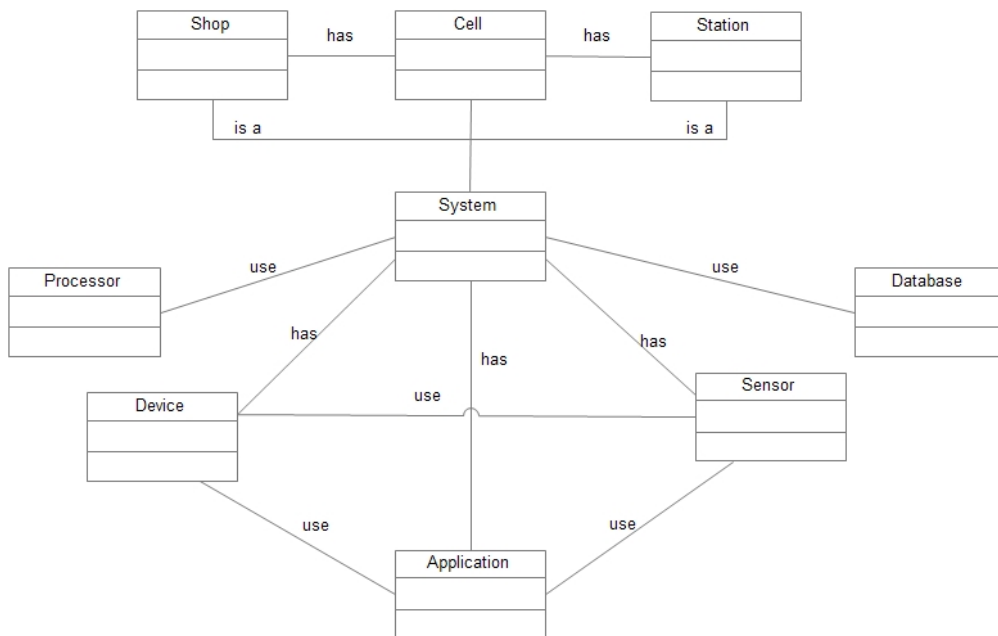 Shop
Cell
Station
has
has
is a
is a
System
use
use
Processor
Database
has
has
has
Device
use
Sensor
use
use
Application